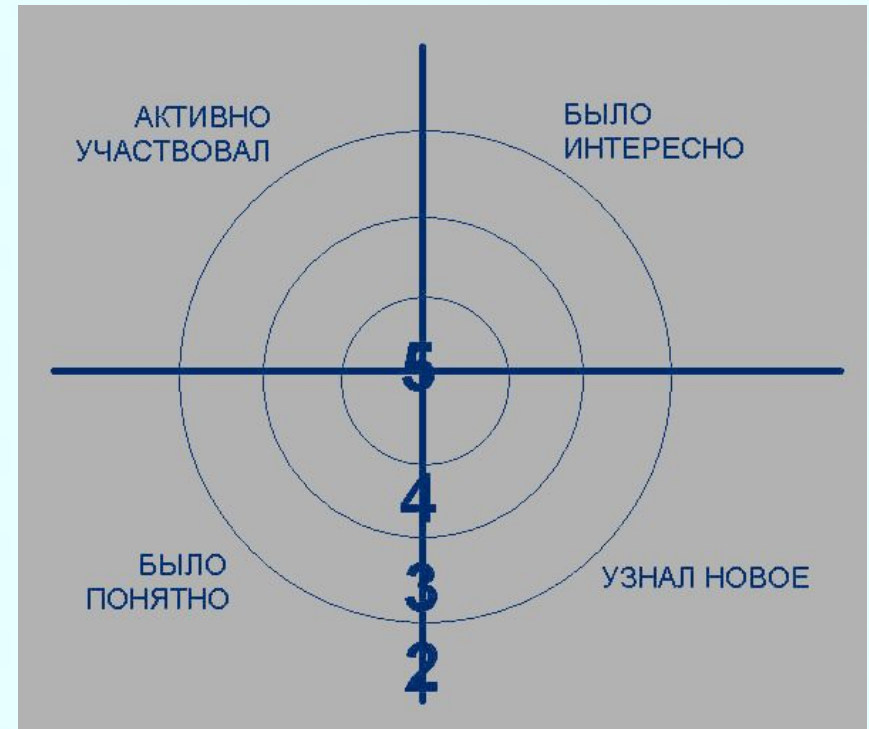 АКТИВНО
УЧАСТВОВАЛ
БЫЛО
ИНТЕРЕСНО
5
4
3
2
БЫЛО
ПОНЯТНО
УЗНАЛ НОВОЕ